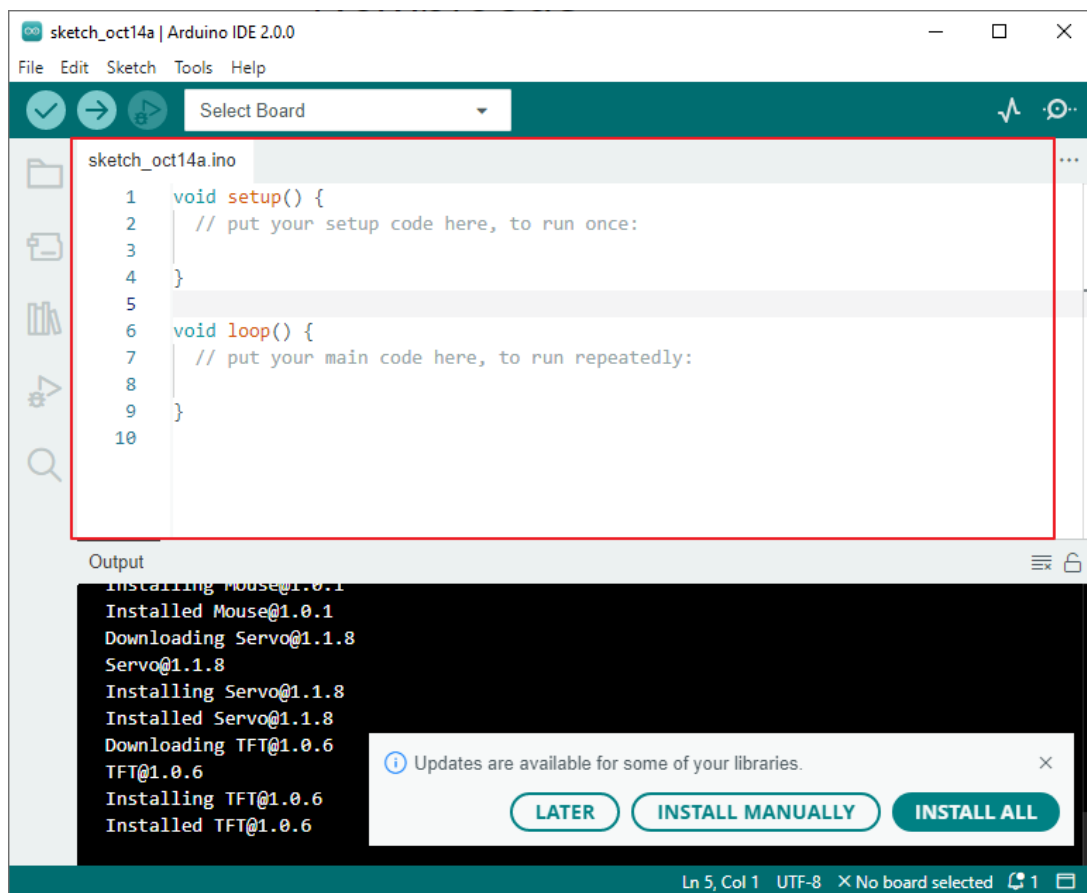 sketch_oct14a | Arduino IDE 2.0.0
File Edit Sketch Tools Help
Select Board
sketch_oct14a.ino
1 void setup() {
2 // put your setup code here, to run once:
3
4 }
5
6 void loop() {
7 // put your main code here, to run repeatedly:
8
9 }
10
Output
Installing Mouse@1.0.1
Installed Mouse@1.0.1
Downloading Servo@1.1.8
Servo@1.1.8
Installing Servo@1.1.8
Installed Servo@1.1.8
Downloading TFT@1.0.6
TFT@1.0.6
Installing TFT@1.0.6
Installed TFT@1.0.6
Updates are available for some of your libraries.
LATER INSTALL MANUALLY INSTALL ALL
Ln 5, Col 1 UTF-8 No board selected 1